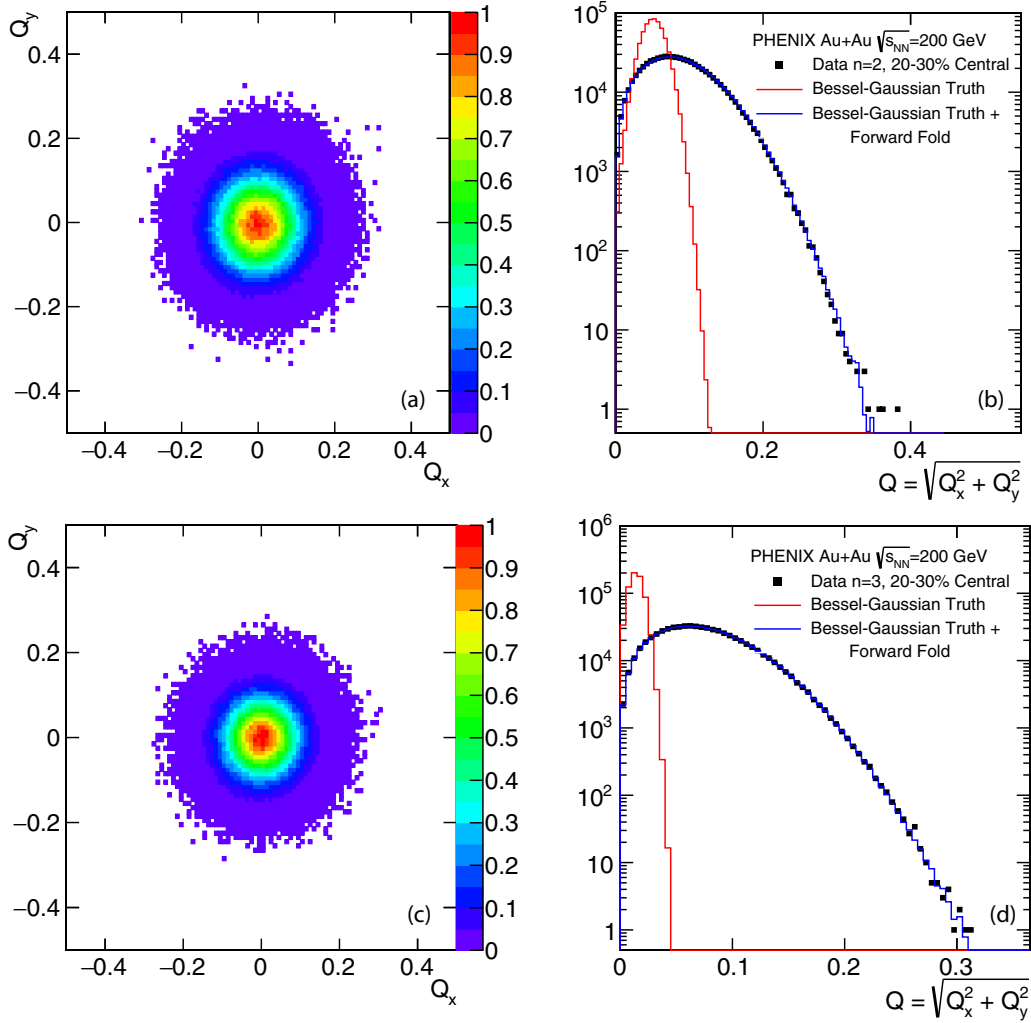 Q_y
0.4
0.2
0
−0.2
−0.4
−0.4 −0.2 0 0.2 0.4
Q_x
(a)
1
0.9
0.8
0.7
0.6
0.5
0.4
0.3
0.2
0.1
0
10^5
10^4
10^3
10^2
10
1
PHENIX Au+Au √s_NN=200 GeV
Data n=2, 20-30% Central
Bessel-Gaussian Truth
Bessel-Gaussian Truth +
Forward Fold
(b)
0 0.2 0.4
Q = √Q_x^2 + Q_y^2
Q_y
0.4
0.2
0
−0.2
−0.4
−0.4 −0.2 0 0.2 0.4
Q_x
(c)
1
0.9
0.8
0.7
0.6
0.5
0.4
0.3
0.2
0.1
0
10^6
10^5
10^4
10^3
10^2
10
1
PHENIX Au+Au √s_NN=200 GeV
Data n=3, 20-30% Central
Bessel-Gaussian Truth
Bessel-Gaussian Truth +
Forward Fold
(d)
0 0.1 0.2 0.3
Q = √Q_x^2 + Q_y^2